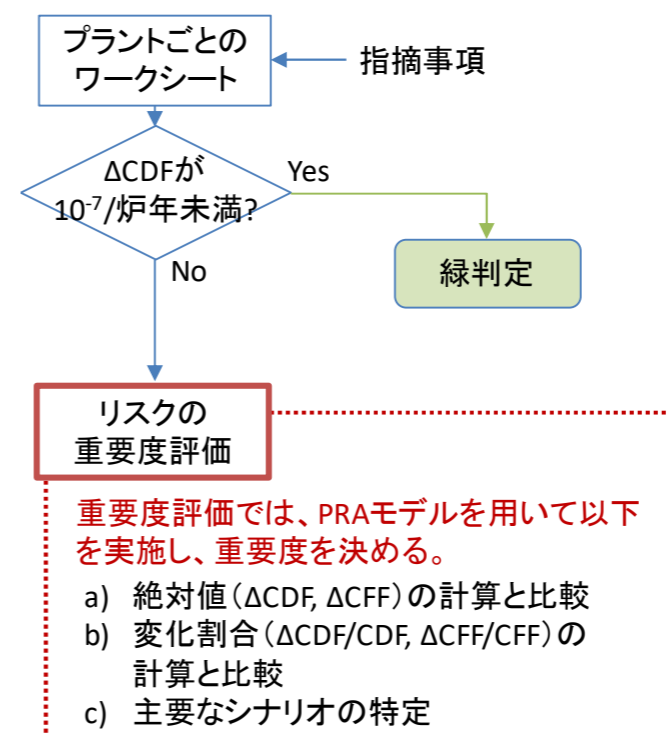 プラントごとの
ワークシート
指摘事項
ΔCDFが
10⁻⁷/炉年未満?
Yes
緑判定
No
リスクの
重要度評価
重要度評価では、PRAモデルを用いて以下
を実施し、重要度を決める。
a) 絶対値(ΔCDF, ΔCFF)の計算と比較
b) 変化割合(ΔCDF/CDF, ΔCFF/CFF)の
計算と比較
c) 主要なシナリオの特定